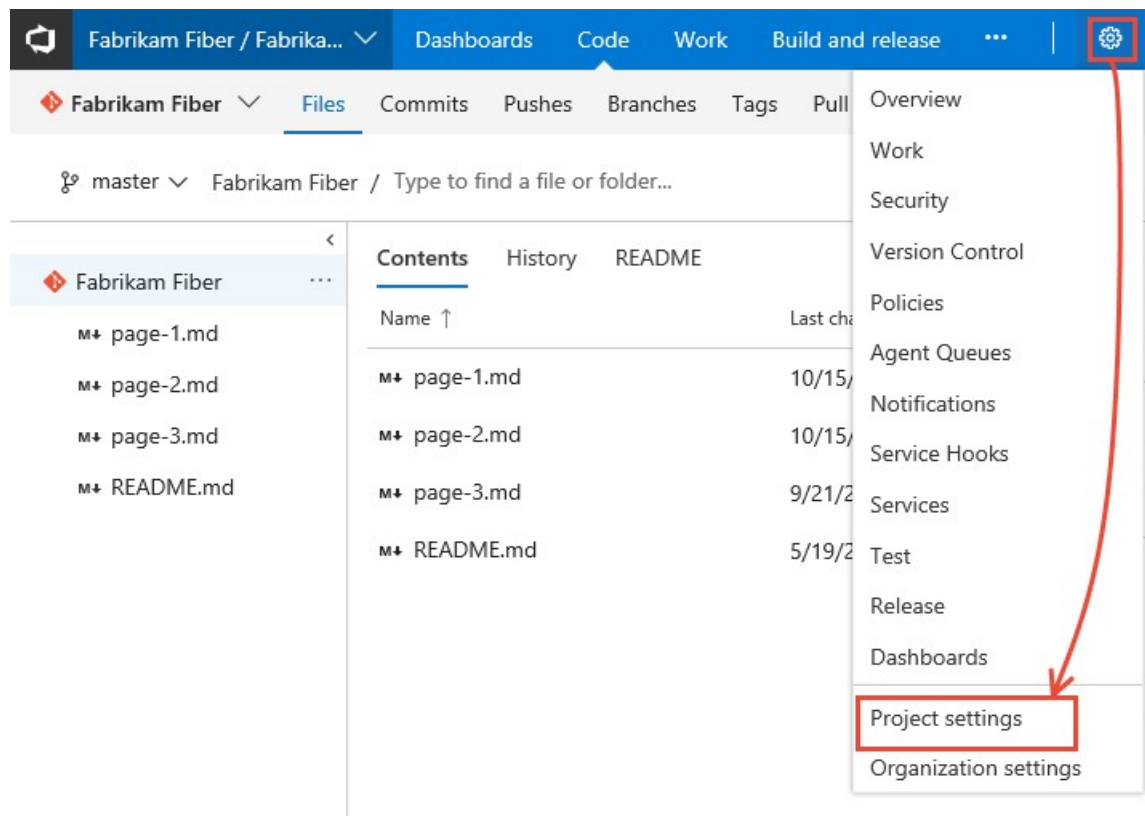 Fabrikam Fiber / Fabrika... Dashboards Code Work Build and release ...
Fabrikam Fiber Files Commits Pushes Branches Tags Pull
master Fabrikam Fiber / Type to find a file or folder...
Fabrikam Fiber ...
M↓ page-1.md
M↓ page-2.md
M↓ page-3.md
M↓ README.md
Contents History README
Name ↑ Last cha
M↓ page-1.md 10/15/
M↓ page-2.md 10/15/
M↓ page-3.md 9/21/2
M↓ README.md 5/19/2
Overview
Work
Security
Version Control
Policies
Agent Queues
Notifications
Service Hooks
Services
Test
Release
Dashboards
Project settings
Organization settings